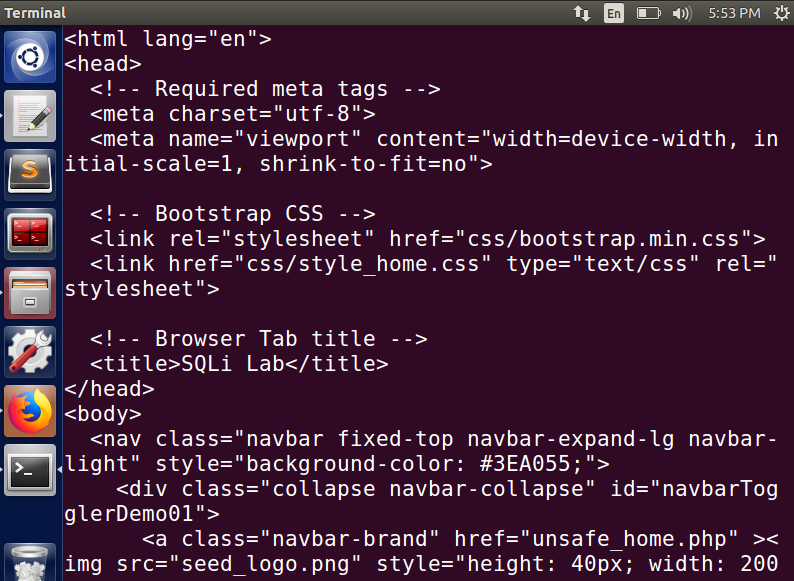 Terminal
En
5:53 PM
<html lang="en">
<head>
  <!-- Required meta tags -->
  <meta charset="utf-8">
  <meta name="viewport" content="width=device-width, in
itial-scale=1, shrink-to-fit=no">

  <!-- Bootstrap CSS -->
  <link rel="stylesheet" href="css/bootstrap.min.css">
  <link href="css/style_home.css" type="text/css" rel="
stylesheet">

  <!-- Browser Tab title -->
  <title>SQLi Lab</title>
</head>
<body>
  <nav class="navbar fixed-top navbar-expand-lg navbar-
light" style="background-color: #3EA055;">
    <div class="collapse navbar-collapse" id="navbarTog
glerDemo01">
      <a class="navbar-brand" href="unsafe_home.php" ><
img src="seed_logo.png" style="height: 40px; width: 200